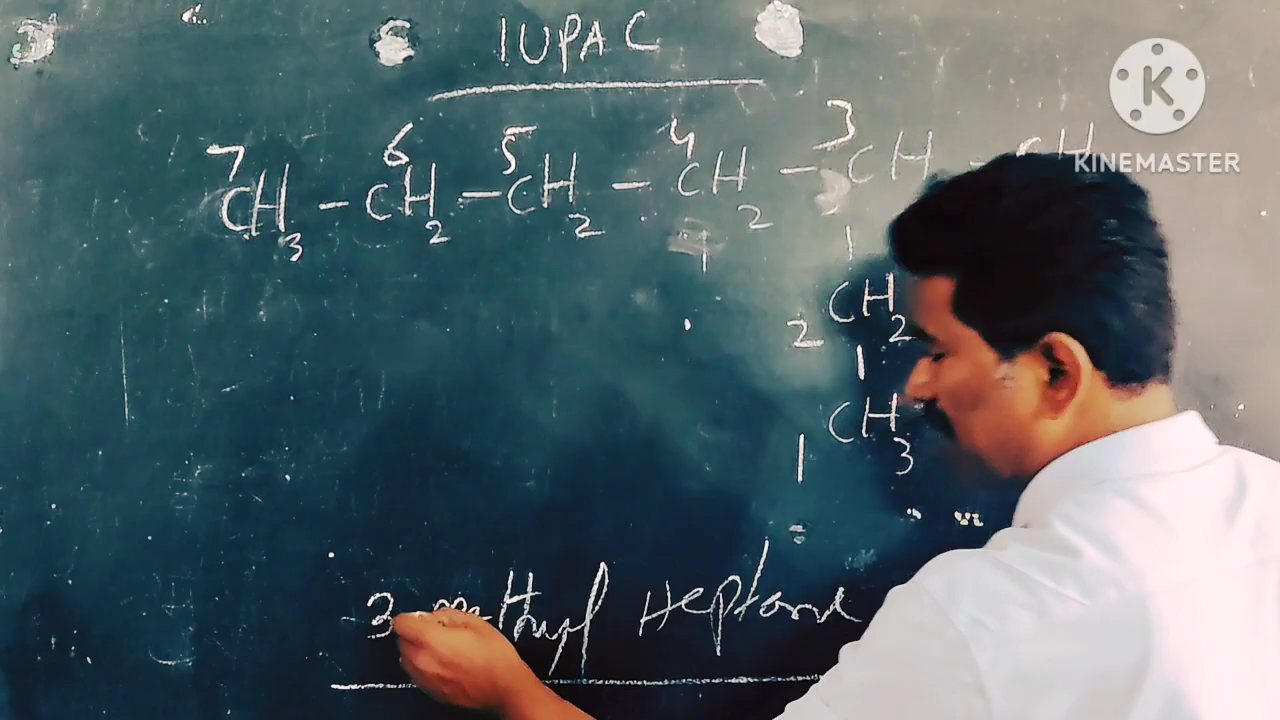 IUPAC
7 6 5 4 3
CH3 - CH2 - CH2 - CH2 - CH - CH
2 CH2
1 CH3
3 methyl Heptane
K
KINEMASTER